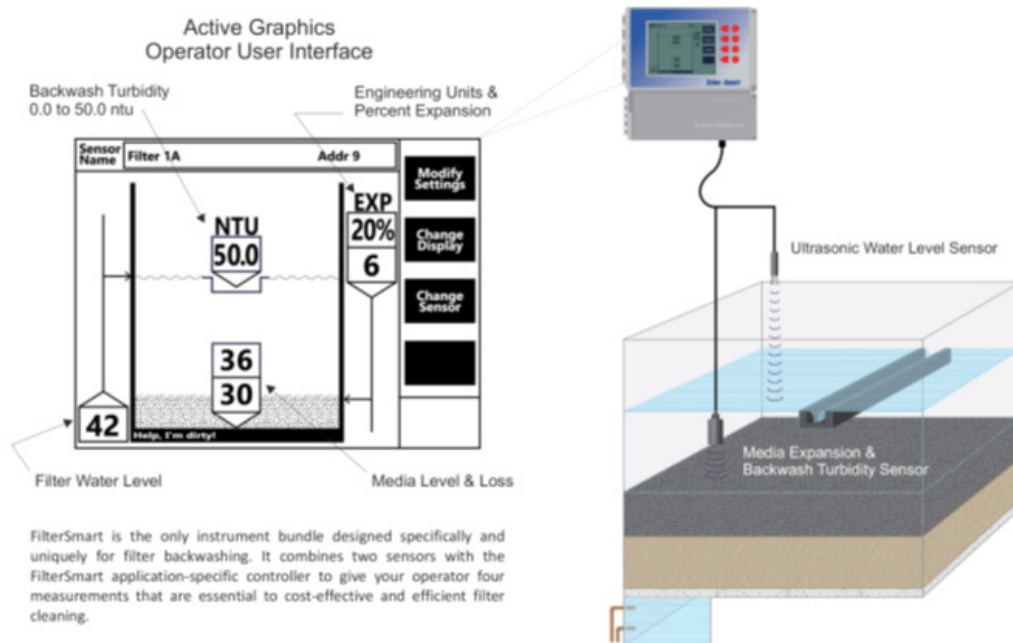 Active Graphics
Operator User Interface
Backwash Turbidity
0.0 to 50.0 ntu
Engineering Units &
Percent Expansion
Sensor
Name
Filter 1A
Addr 9
Modify
Settings
EXP
20%
6
NTU
50.0
Change
Display
Change
Sensor
36
30
42
Help, I'm dirty!
Filter Water Level
Media Level & Loss
Ultrasonic Water Level Sensor
Media Expansion &
Backwash Turbidity Sensor
FilterSmart is the only instrument bundle designed specifically and
uniquely for filter backwashing. It combines two sensors with the
FilterSmart application-specific controller to give your operator four
measurements that are essential to cost-effective and efficient filter
cleaning.